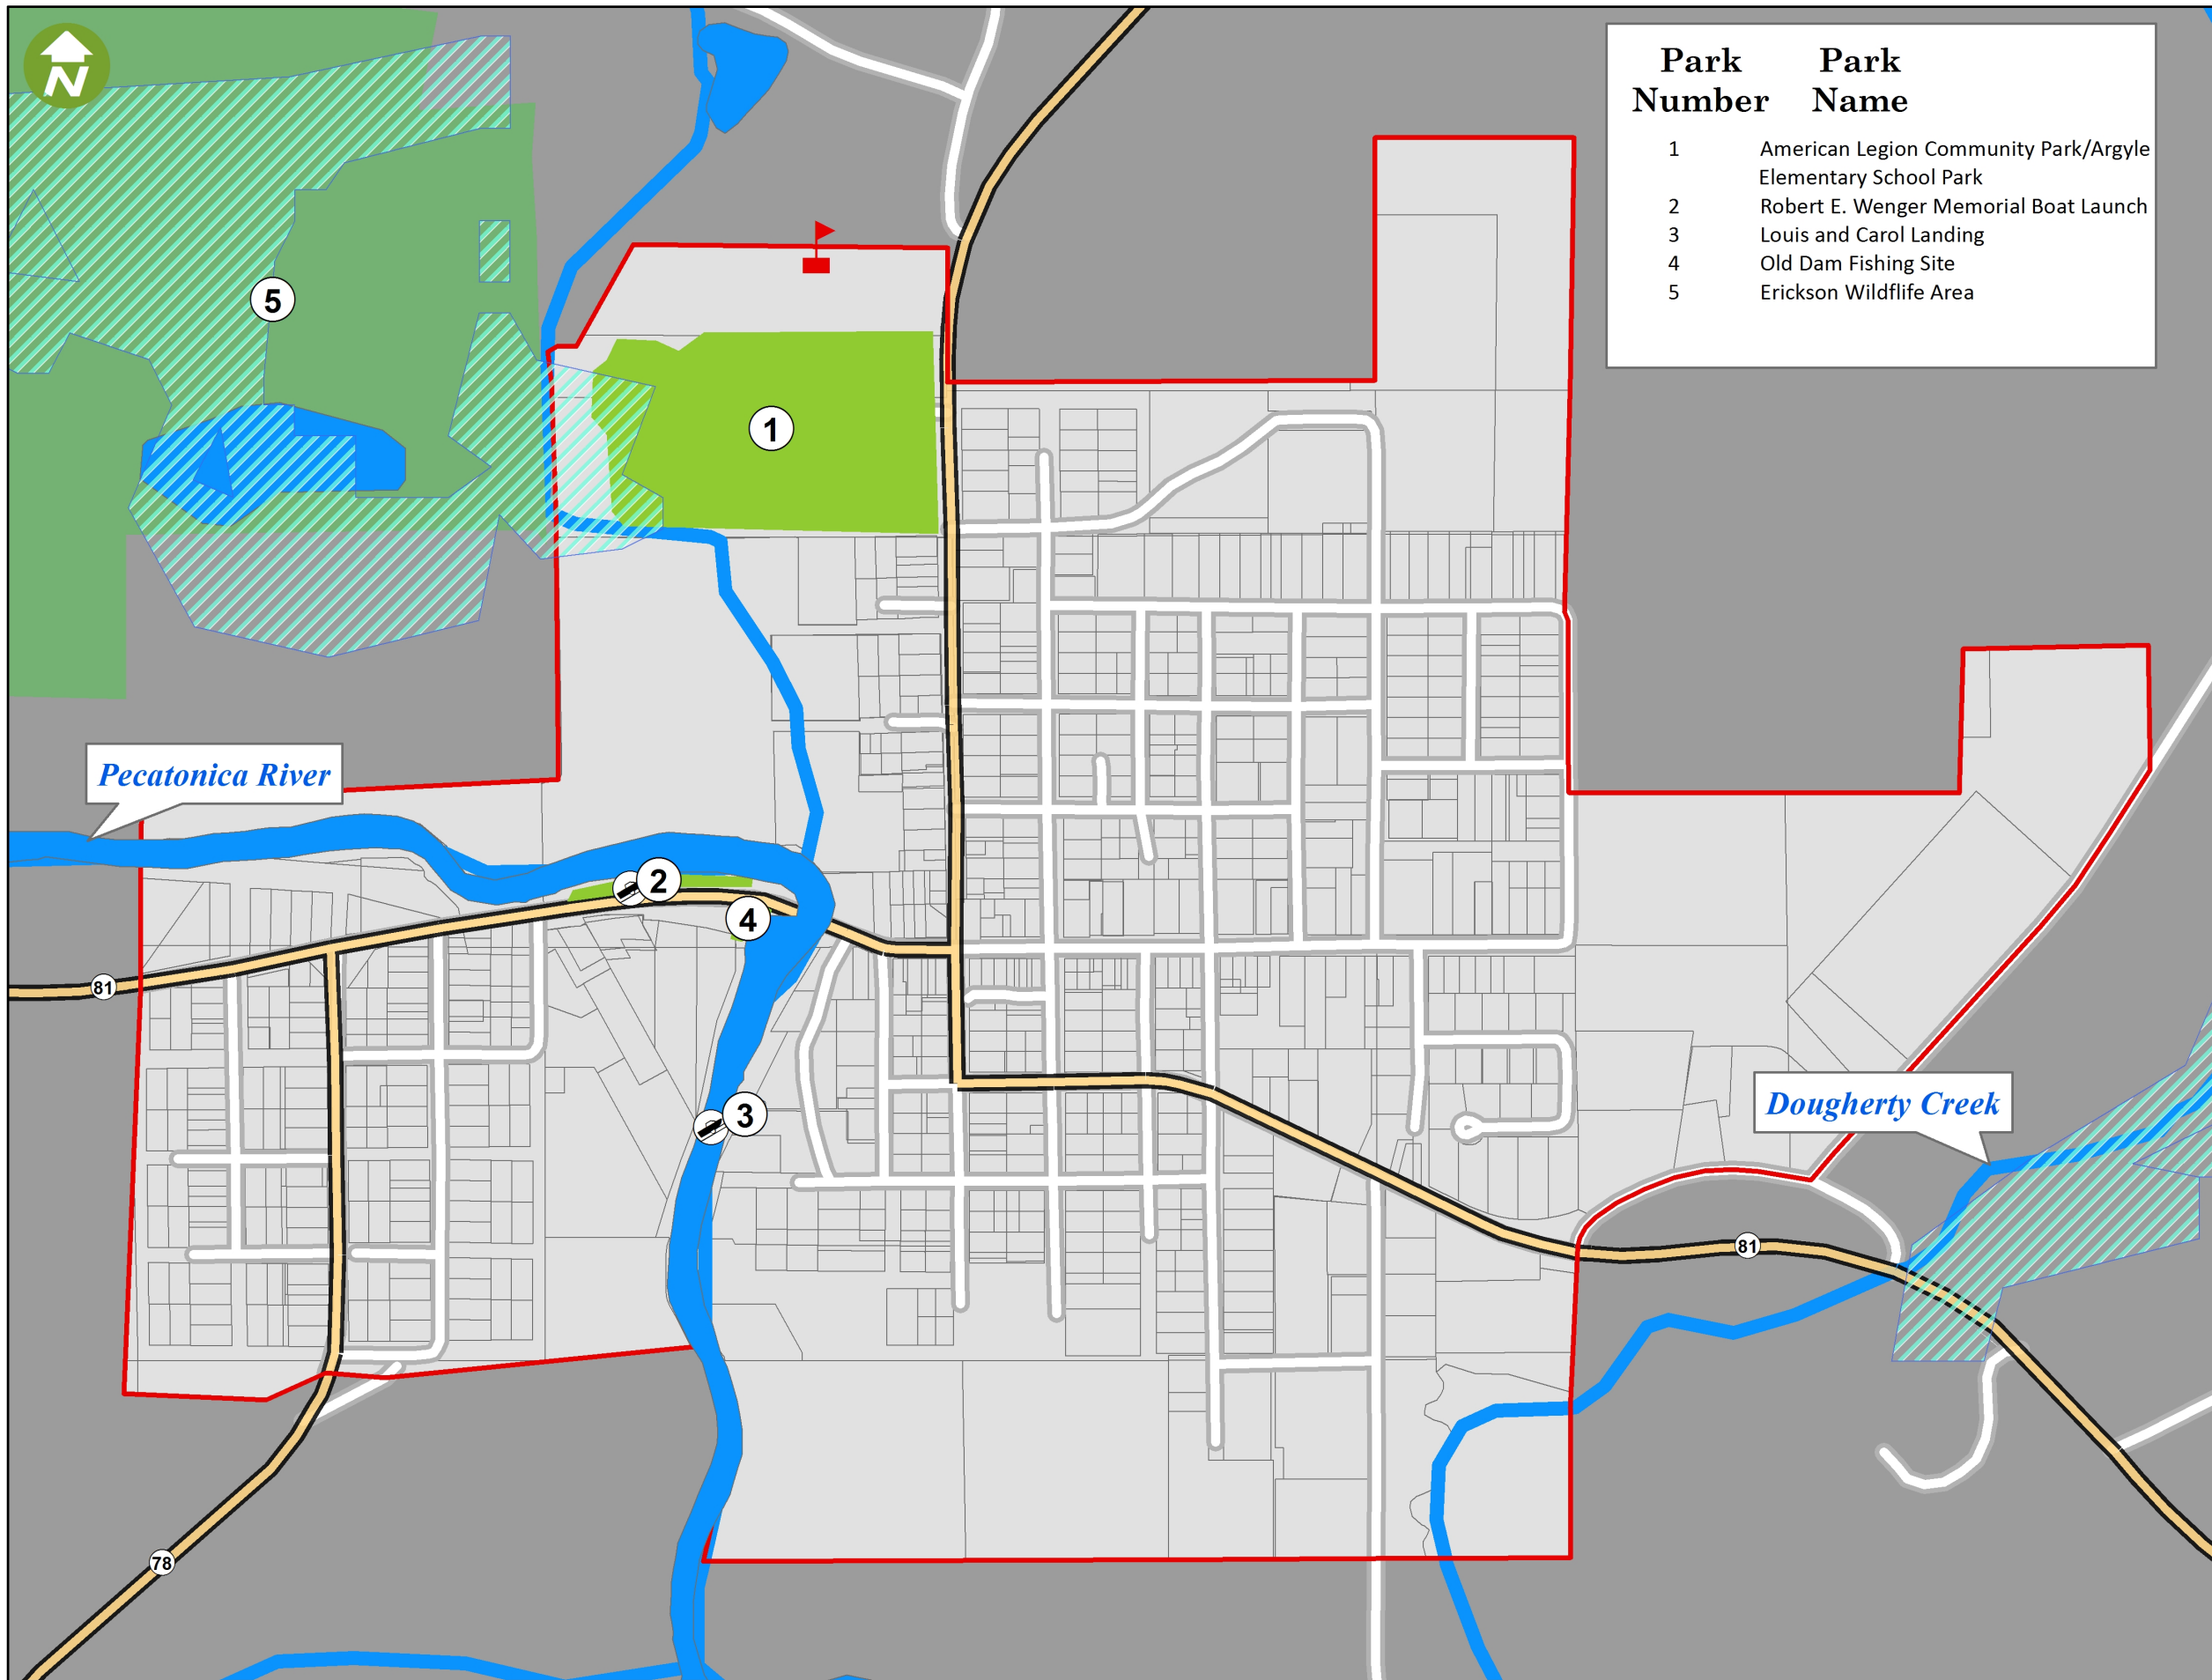 N
Park Number Park Name
1 American Legion Community Park/Argyle
Elementary School Park
2 Robert E. Wenger Memorial Boat Launch
3 Louis and Carol Landing
4 Old Dam Fishing Site
5 Erickson Wildflife Area
5
1
Pecatonica River
2
4
81
Dougherty Creek
3
81
78